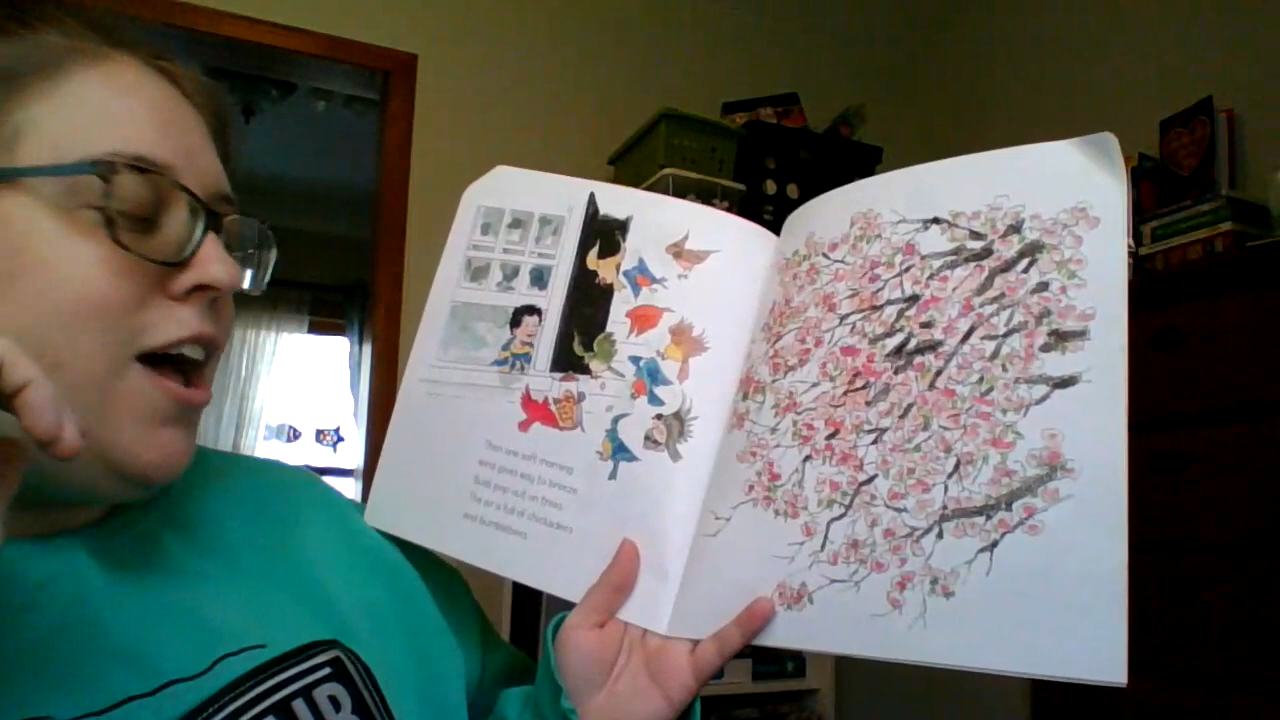 Then one soft morning
wind gives way to breeze
Buds pop out on trees
The air is full of chickadees
and bumblebees